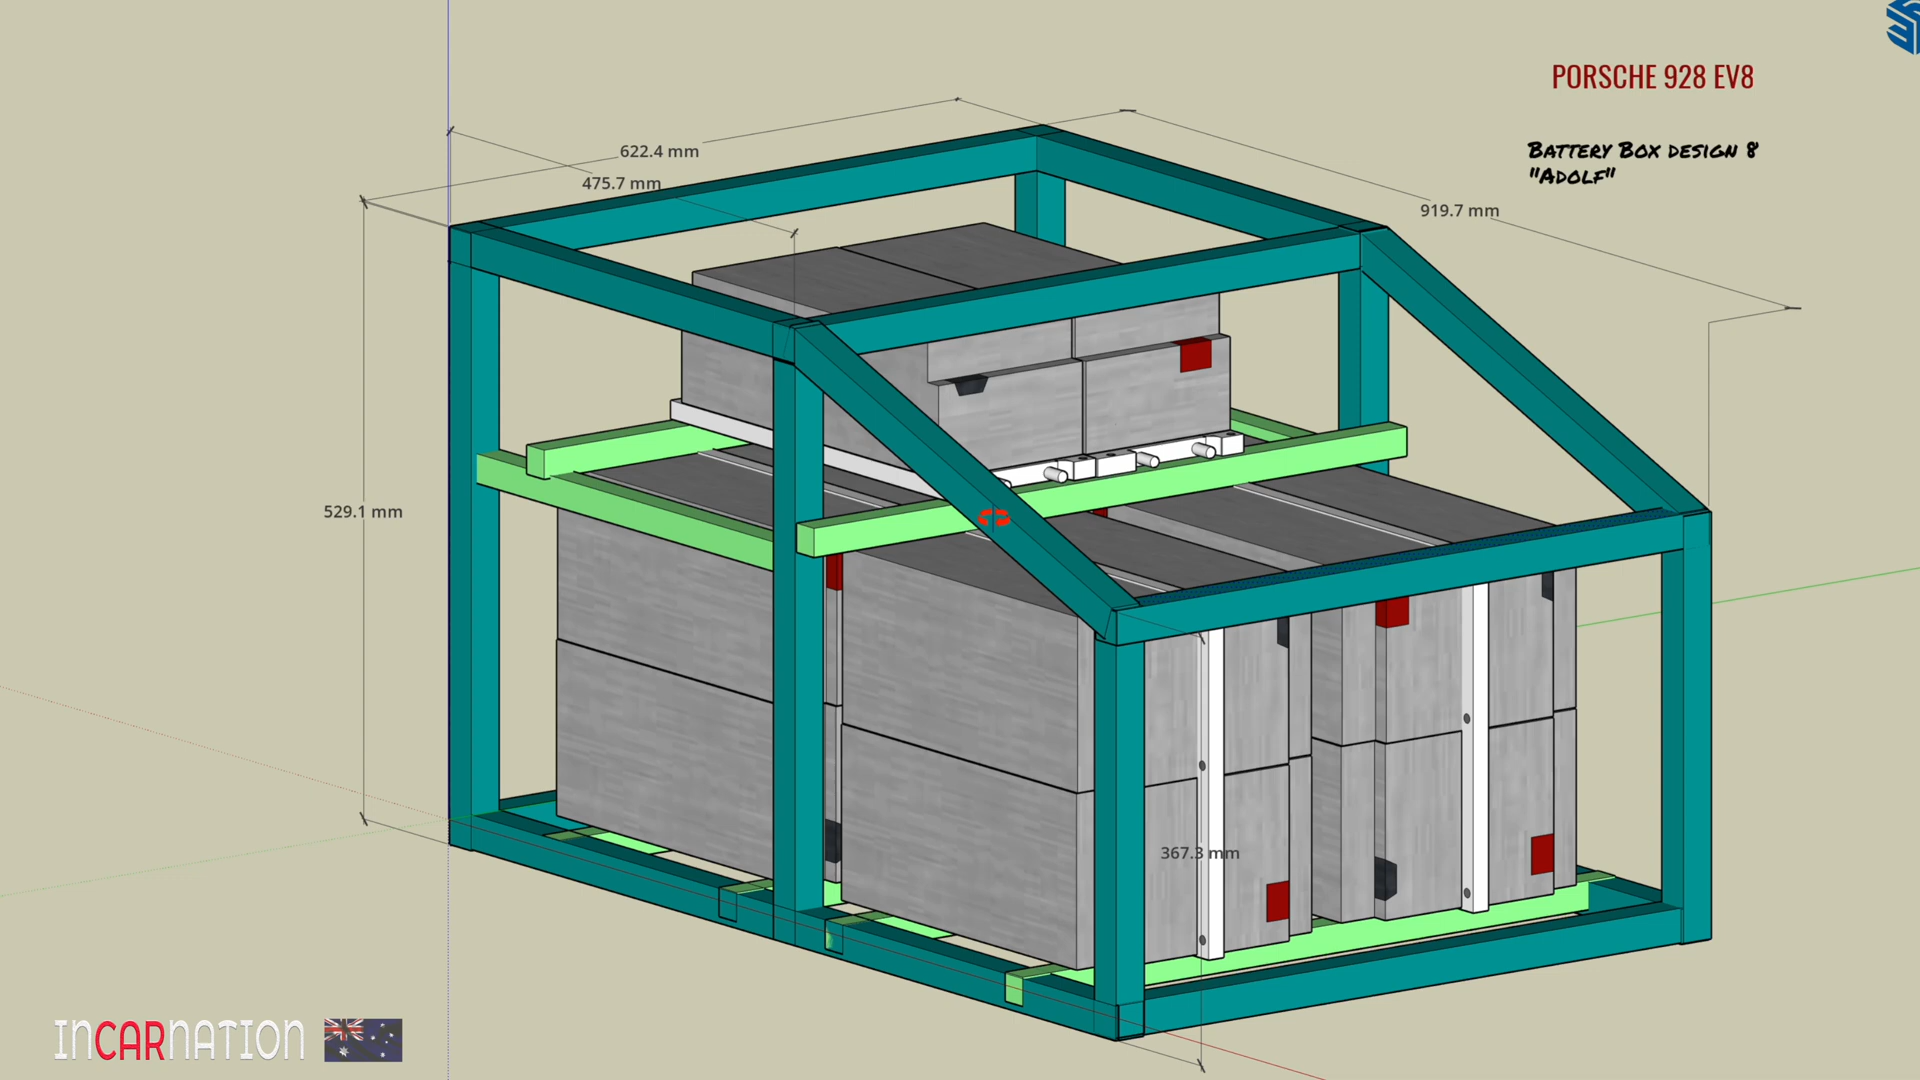 PORSCHE 928 EV8
BATTERY BOX DESIGN 8
"ADOLF"
622.4 mm
475.7 mm
919.7 mm
529.1 mm
367.3 mm
INCARNATION